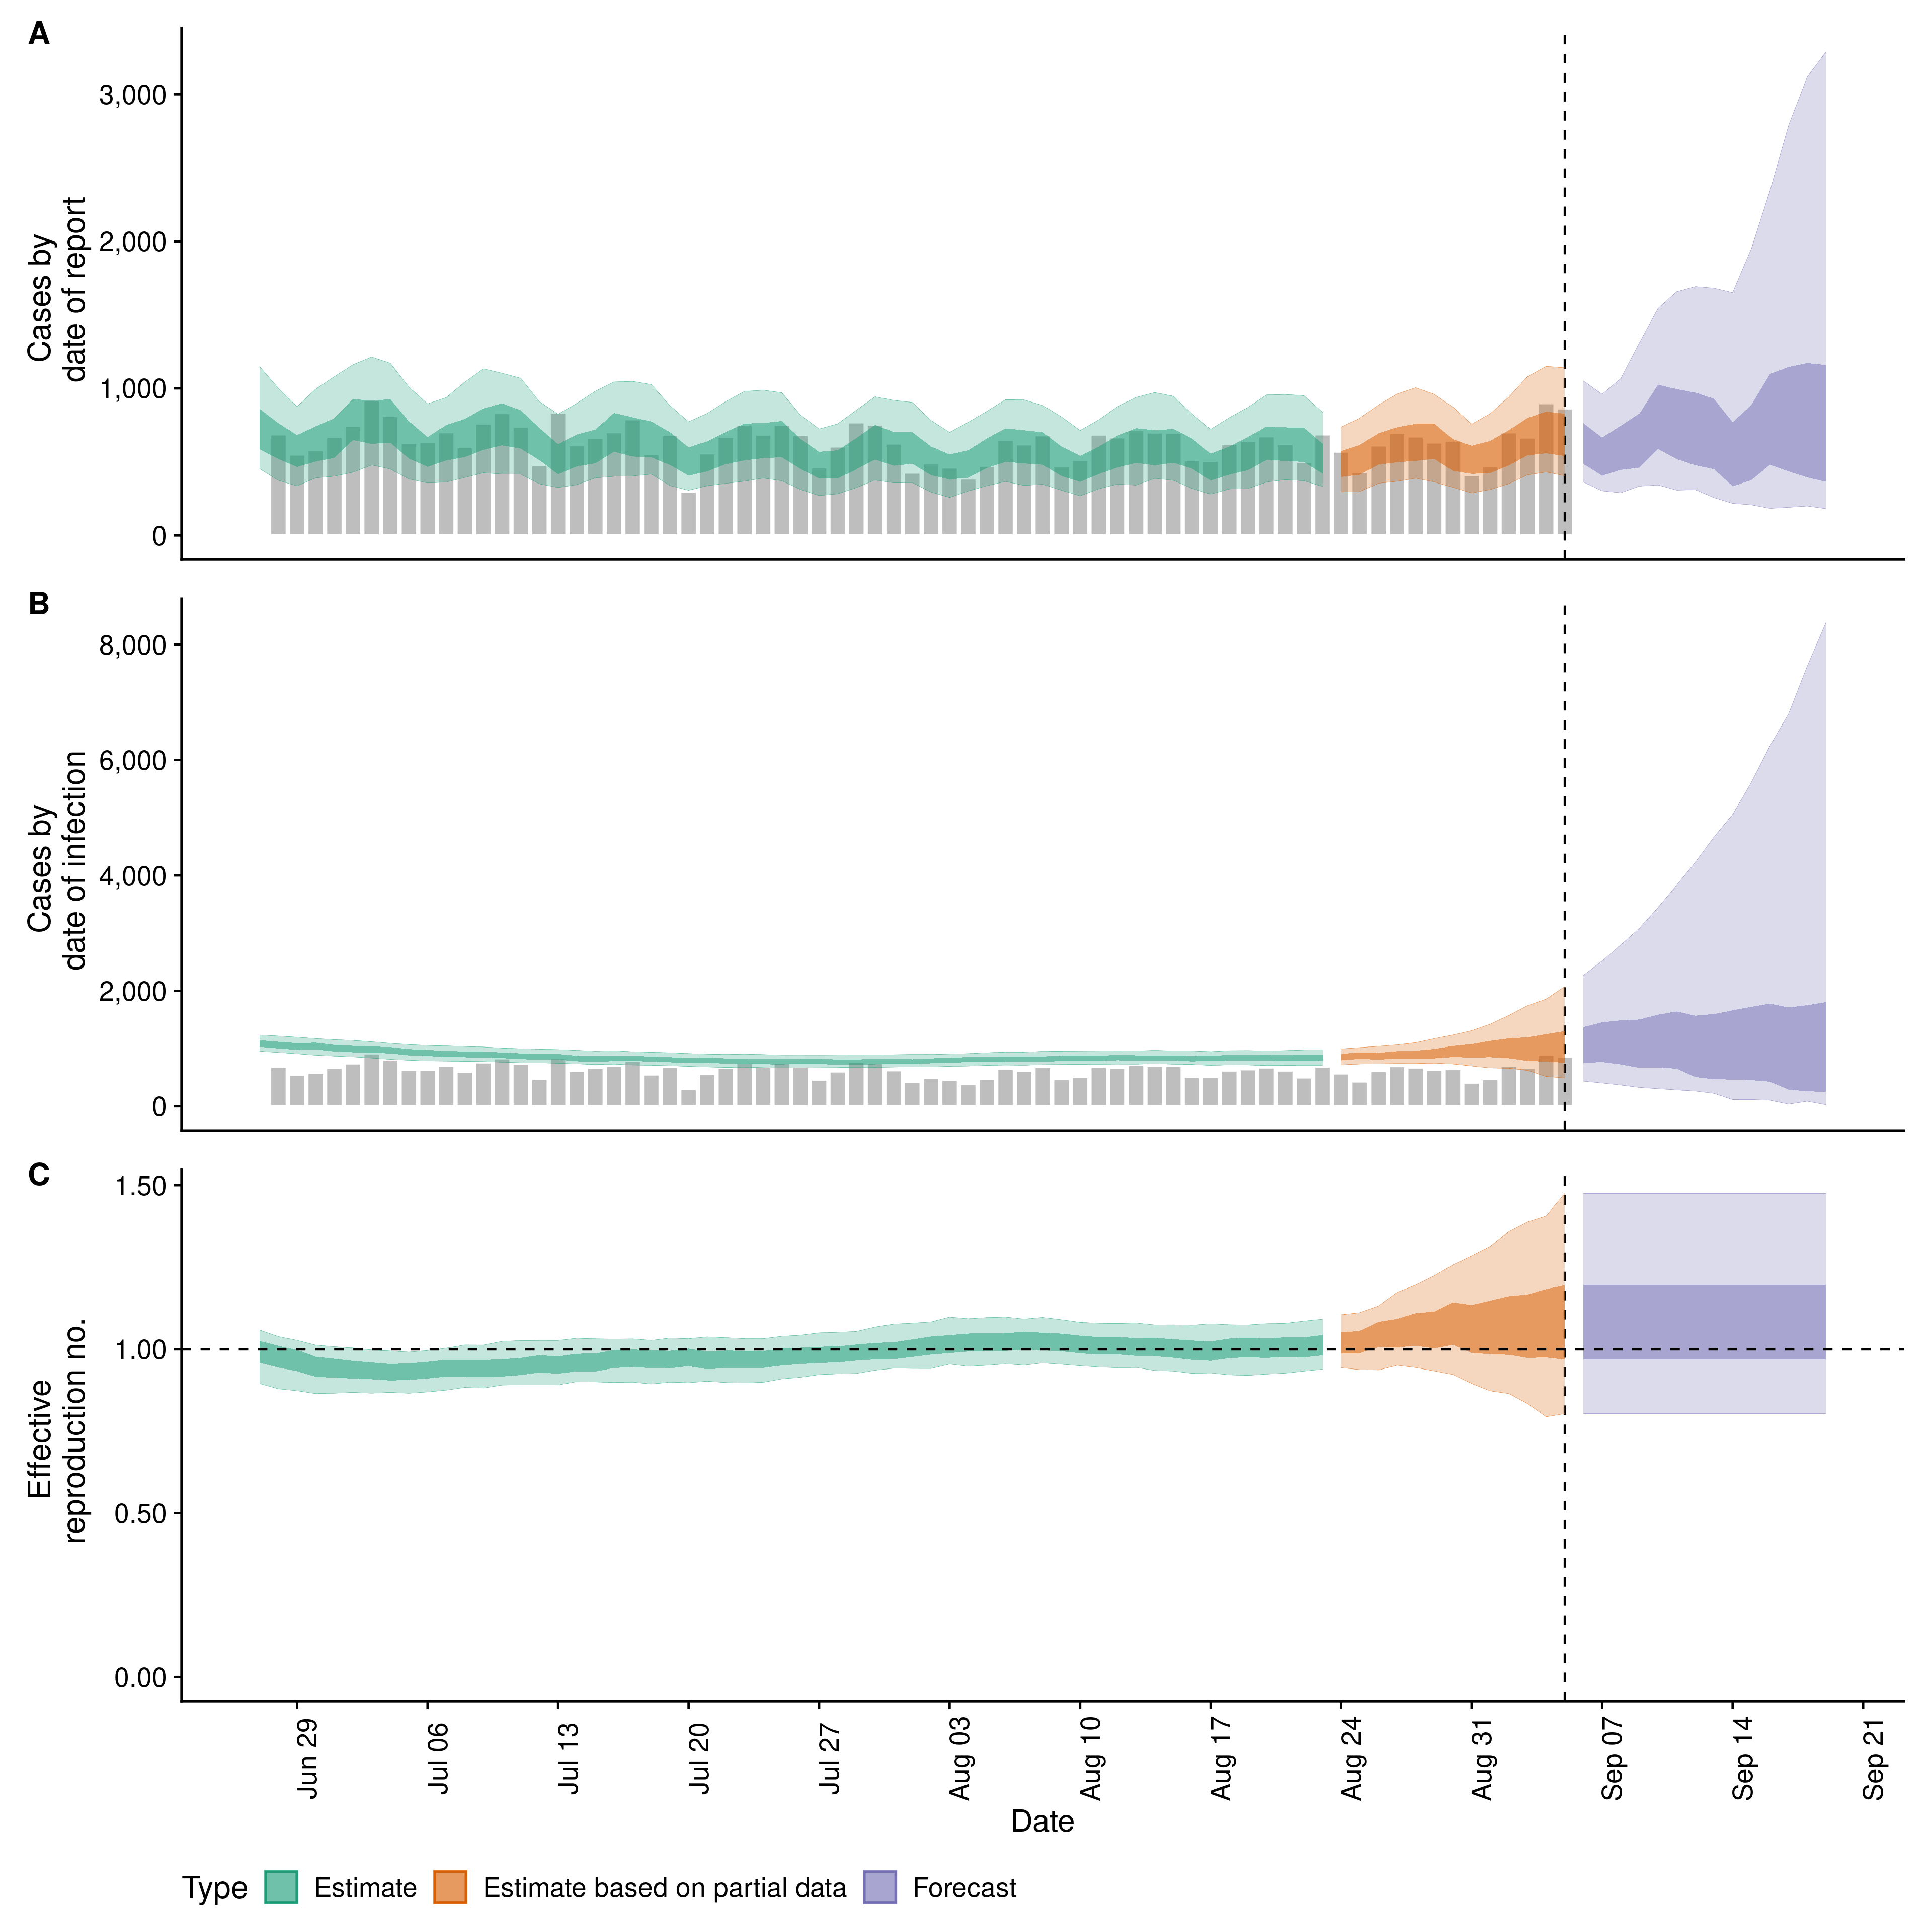 A
3,000
2,000
1,000
0
Cases by
date of report
B
8,000
6,000
4,000
2,000
0
Cases by
date of infection
C
1.50
1.00
0.50
0.00
Effective
reproduction no.
Jun 29
Jul 06
Jul 13
Jul 20
Jul 27
Aug 03
Aug 10
Aug 17
Aug 24
Aug 31
Sep 07
Sep 14
Sep 21
Date
Type Estimate Estimate based on partial data Forecast